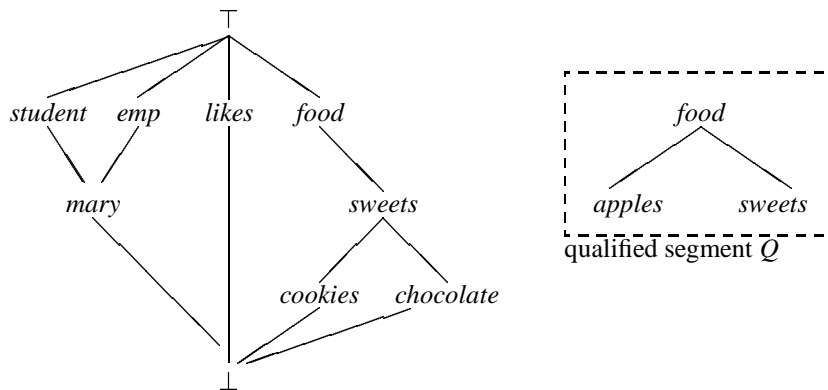 ⊤
student emp likes food
mary sweets
cookies chocolate
⊥
food
apples sweets
qualified segment Q